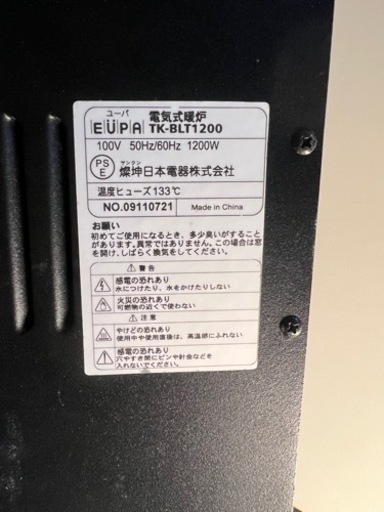 ユーパ
EUPA
電気式暖炉
TK-BLT1200
100V 50Hz/60Hz 1200W
PS
E
サンクン
燦坤日本電器株式会社
温度ヒューズ133℃
NO.09110721 Made in China
お願い
初めてご使用になるとき、多少臭いがすることが
あります。異常ではありません。この場合は窓
を開け、しばらく換気をしてください。
警告
感電の恐れあり
水につけたり、水をかけたりしない
火災の恐れあり
可燃物の近くで使わない
注意
やけどの恐れあり
使用中や使用直後は、高温部にふれない
感電の恐れあり
穴やすき間にピンや針金などを
入れないでください。